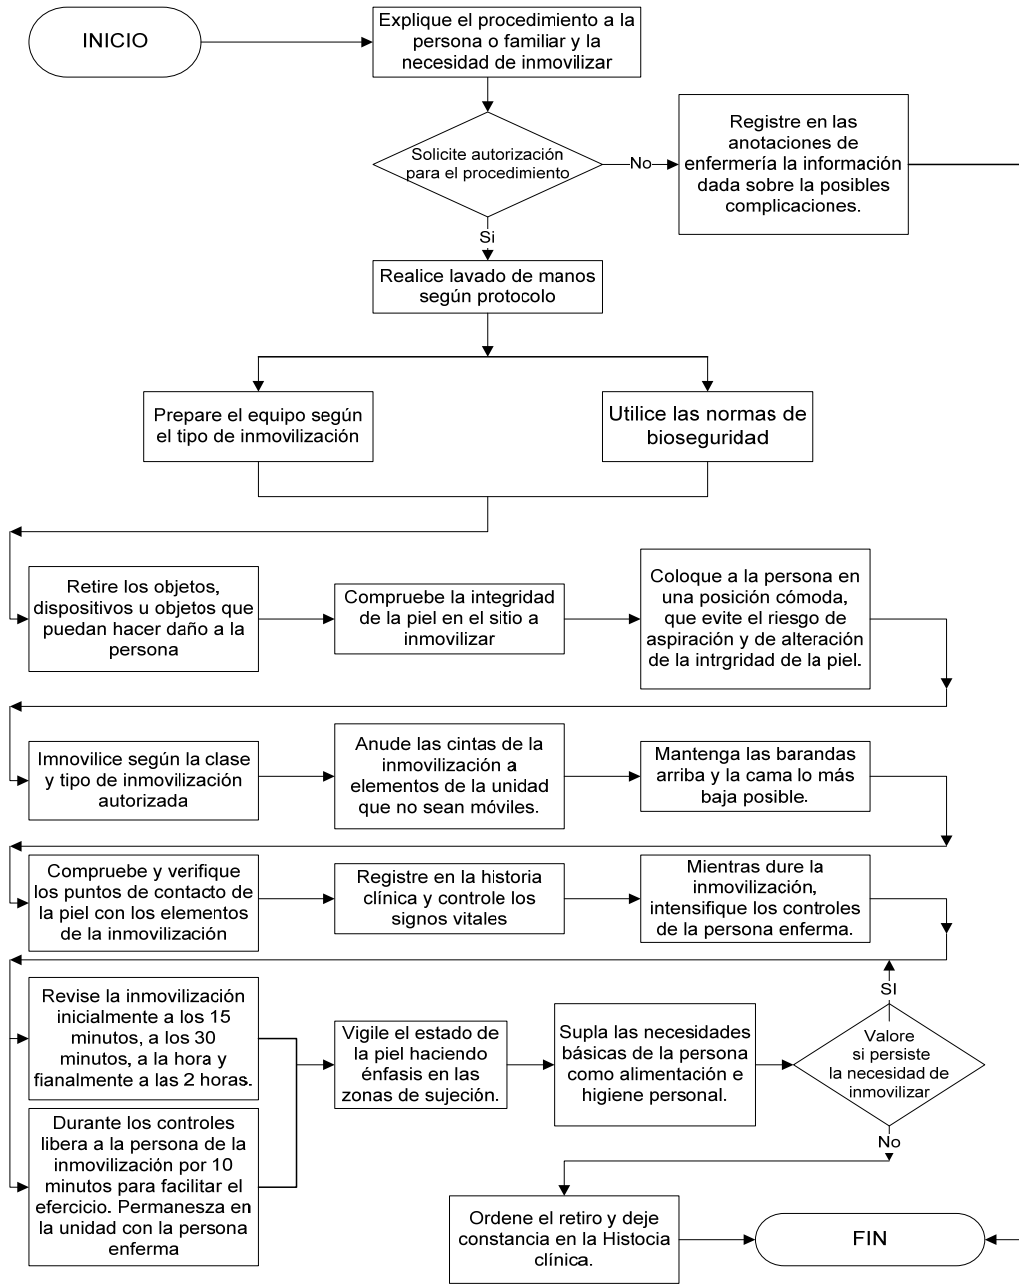 INICIO
Explique el procedimiento a la
persona o familiar y la
necesidad de inmovilizar
Solicite autorización
para el procedimiento
No
Registre en las
anotaciones de
enfermería la información
dada sobre la posibles
complicaciones.
Si
Realice lavado de manos
según protocolo
Prepare el equipo según
el tipo de inmovilización
Utilice las normas de
bioseguridad
Retire los objetos,
dispositivos u objetos que
puedan hacer daño a la
persona
Compruebe la integridad
de la piel en el sitio a
inmovilizar
Coloque a la persona en
una posición cómoda,
que evite el riesgo de
aspiración y de alteración
de la intrgridad de la piel.
Imnovilice según la clase
y tipo de inmovilización
autorizada
Anude las cintas de la
inmovilización a
elementos de la unidad
que no sean móviles.
Mantenga las barandas
arriba y la cama lo más
baja posible.
Compruebe y verifique
los puntos de contacto de
la piel con los elementos
de la inmovilización
Registre en la historia
clínica y controle los
signos vitales
Mientras dure la
inmovilización,
intensifique los controles
de la persona enferma.
Revise la inmovilización
inicialmente a los 15
minutos, a los 30
minutos, a la hora y
fianalmente a las 2 horas.
Durante los controles
libera a la persona de la
inmovilización por 10
minutos para facilitar el
efercicio. Permanesza en
la unidad con la persona
enferma
Vigile el estado de
la piel haciendo
énfasis en las
zonas de sujeción.
Supla las necesidades
básicas de la persona
como alimentación e
higiene personal.
SI
Valore
si persiste
la necesidad de
inmovilizar
No
Ordene el retiro y deje
constancia en la Histocia
clínica.
FIN